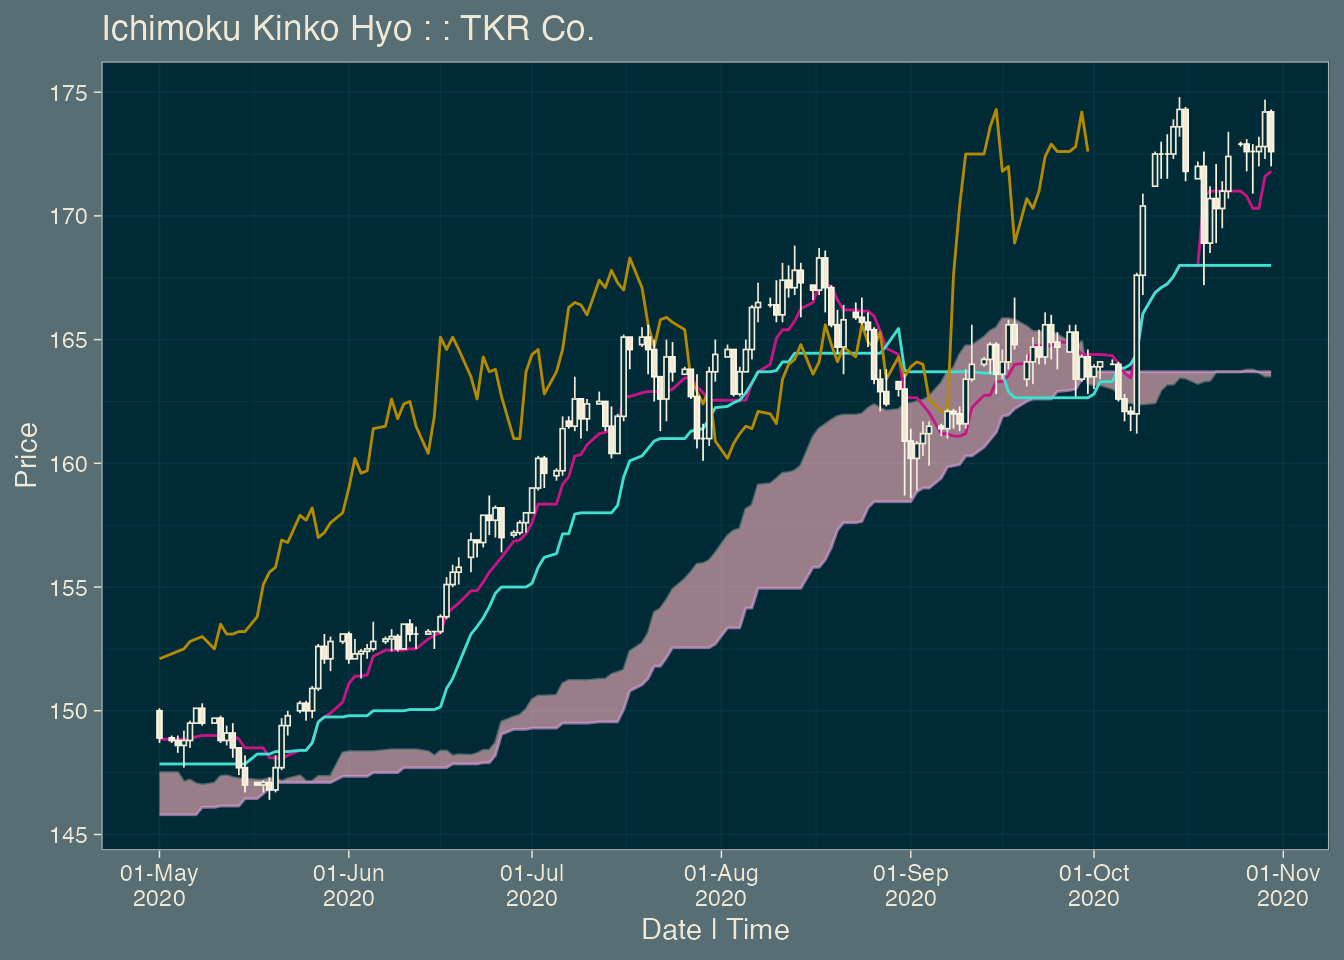 Ichimoku Kinko Hyo : : TKR Co.
175
170
165
160
155
150
145
Price
01-May
2020
01-Jun
2020
01-Jul
2020
01-Aug
2020
01-Sep
2020
01-Oct
2020
01-Nov
2020
Date | Time